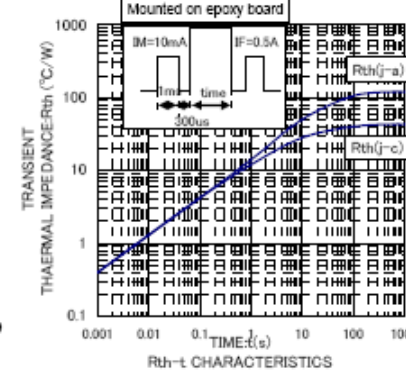 Mounted on epoxy board
1000
IM=10mA IF=0.5A
1ms time
300us
Rth(j-a)
100
Rth(j-c)
10
1
0.1
TRANSIENT
THAERMAL IMPEDANCE:Rth (℃/W)
0.001 0.01 0.1 1 10 100 1000
TIME:t(s)
Rth-t CHARACTERISTICS